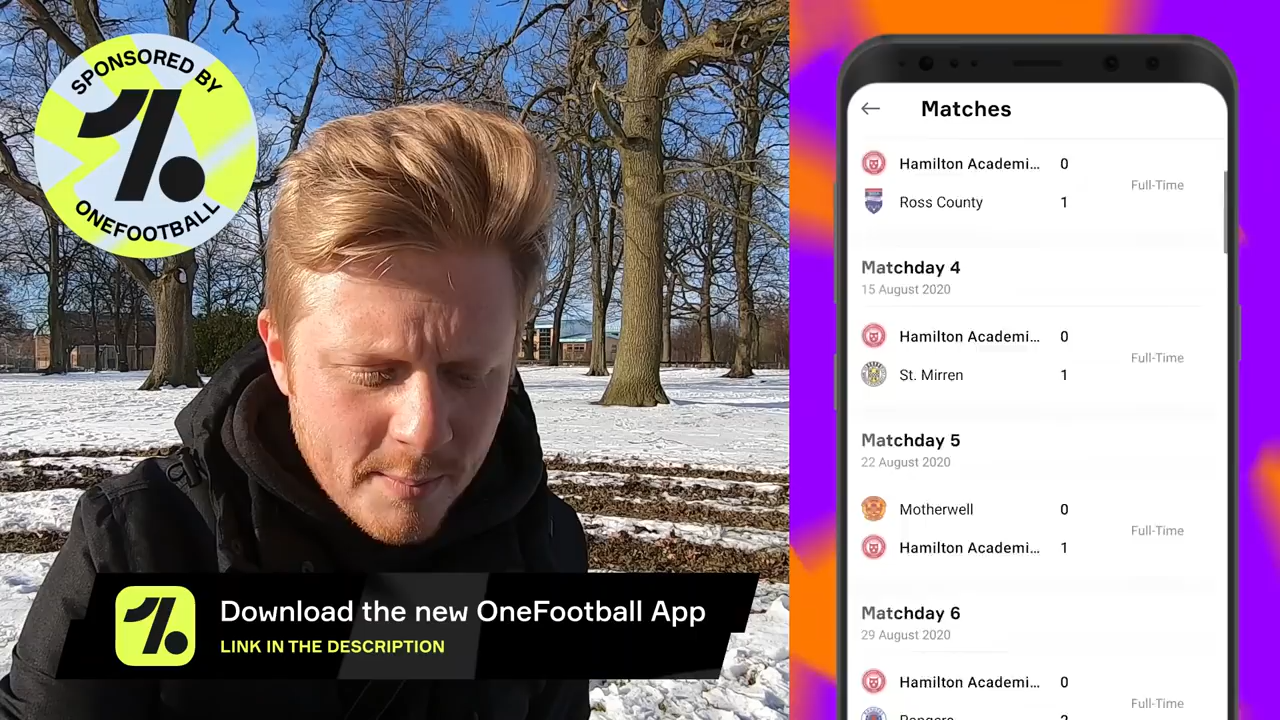 SPONSORED BY
ONEFOOTBALL
Download the new OneFootball App
LINK IN THE DESCRIPTION
Matches
Hamilton Academi... 0
Full-Time
Ross County 1
Matchday 4
15 August 2020
Hamilton Academi... 0
Full-Time
St. Mirren 1
Matchday 5
22 August 2020
Motherwell 0
Full-Time
Hamilton Academi... 1
Matchday 6
29 August 2020
Hamilton Academi... 0
Full-Time
Rangers 2